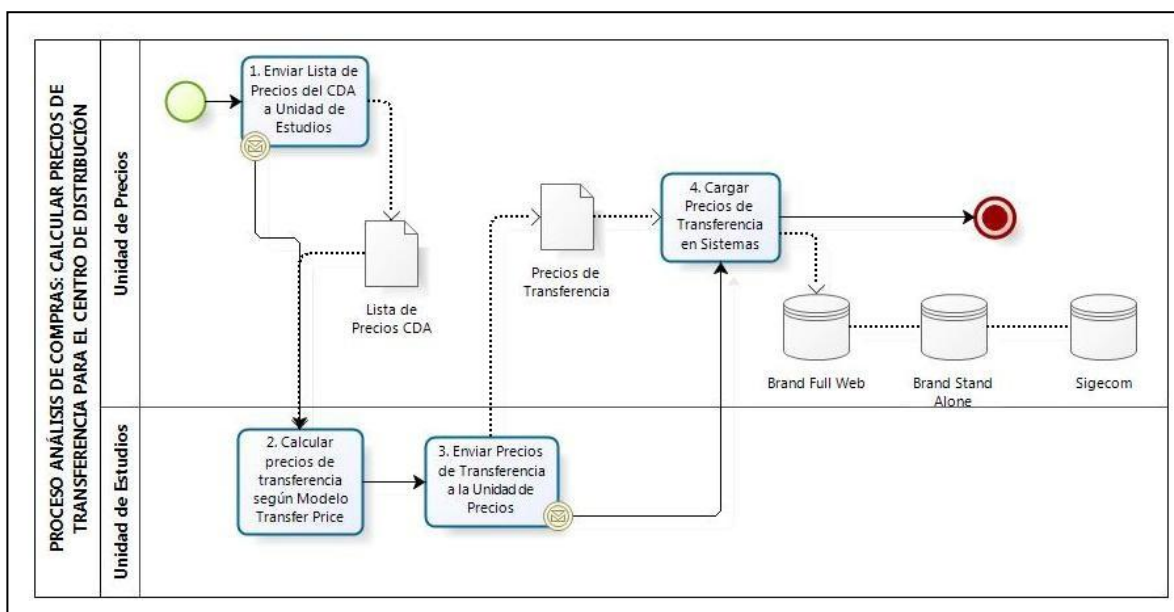 PROCESO ANÁLISIS DE COMPRAS: CALCULAR PRECIOS DE
TRANSFERENCIA PARA EL CENTRO DE DISTRIBUCIÓN
Unidad de Precios
1. Enviar Lista de
Precios del CDA
a Unidad de
Estudios
Lista de
Precios CDA
Precios de
Transferencia
4. Cargar
Precios de
Transferencia
en Sistemas
Brand Full Web
Brand Stand
Alone
Sigecom
Unidad de Estudios
2. Calcular
precios de
transferencia
según Modelo
Transfer Price
3. Enviar Precios
de Transferencia
a la Unidad de
Precios